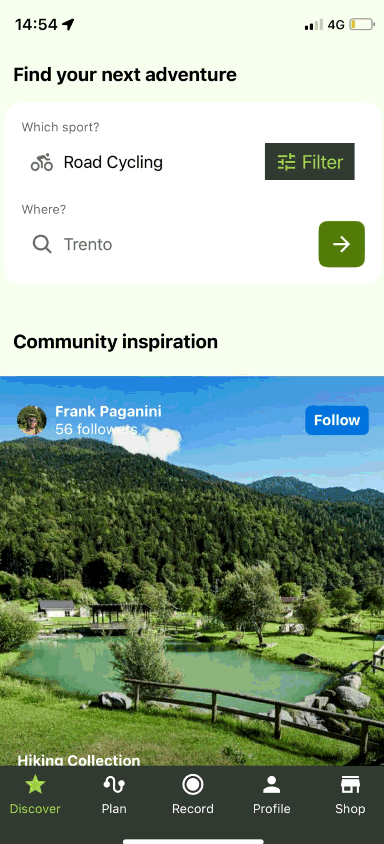 14:54
4G
Find your next adventure
Which sport?
Road Cycling
Filter
Where?
Trento
Community inspiration
Frank Paganini
56 followers
Follow
Hiking Collection
Discover
Plan
Record
Profile
Shop